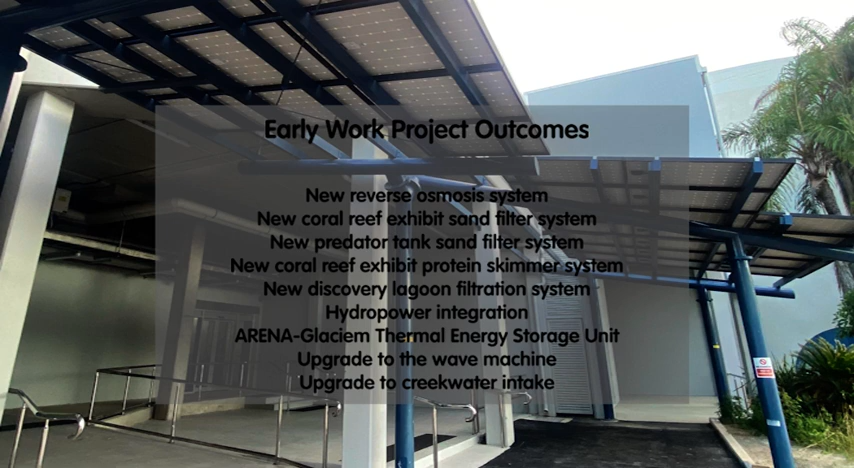 Early Work Project Outcomes
New reverse osmosis system
New coral reef exhibit sand filter system
New predator tank sand filter system
New coral reef exhibit protein skimmer system
New discovery lagoon filtration system
Hydropower integration
ARENA-Glaciem Thermal Energy Storage Unit
Upgrade to the wave machine
Upgrade to creekwater intake